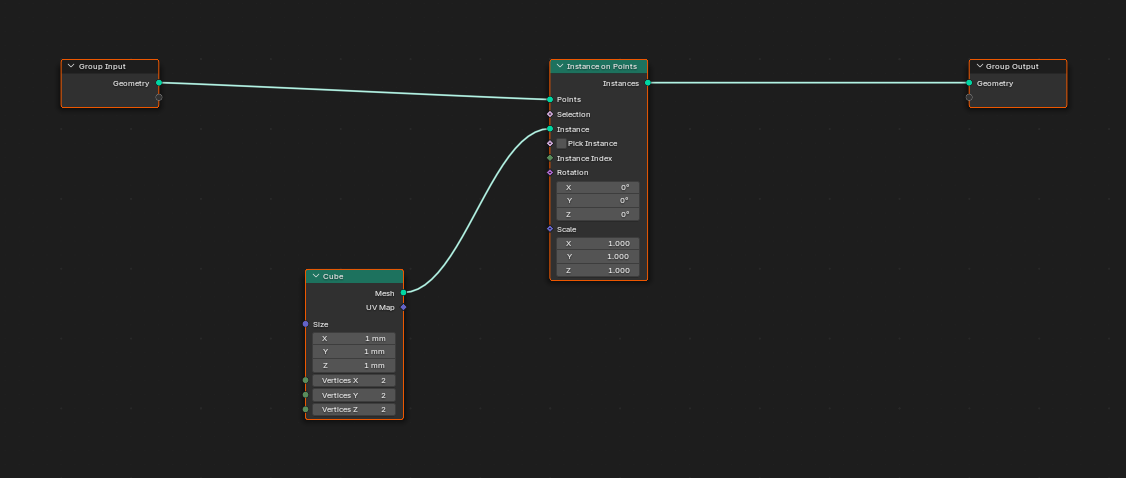 Group Input
Geometry
Instance on Points
Instances
Points
Selection
Instance
Pick Instance
Instance Index
Rotation
X 0°
Y 0°
Z 0°
Scale
X 1.000
Y 1.000
Z 1.000
Group Output
Geometry
Cube
Mesh
UV Map
Size
X 1 mm
Y 1 mm
Z 1 mm
Vertices X 2
Vertices Y 2
Vertices Z 2